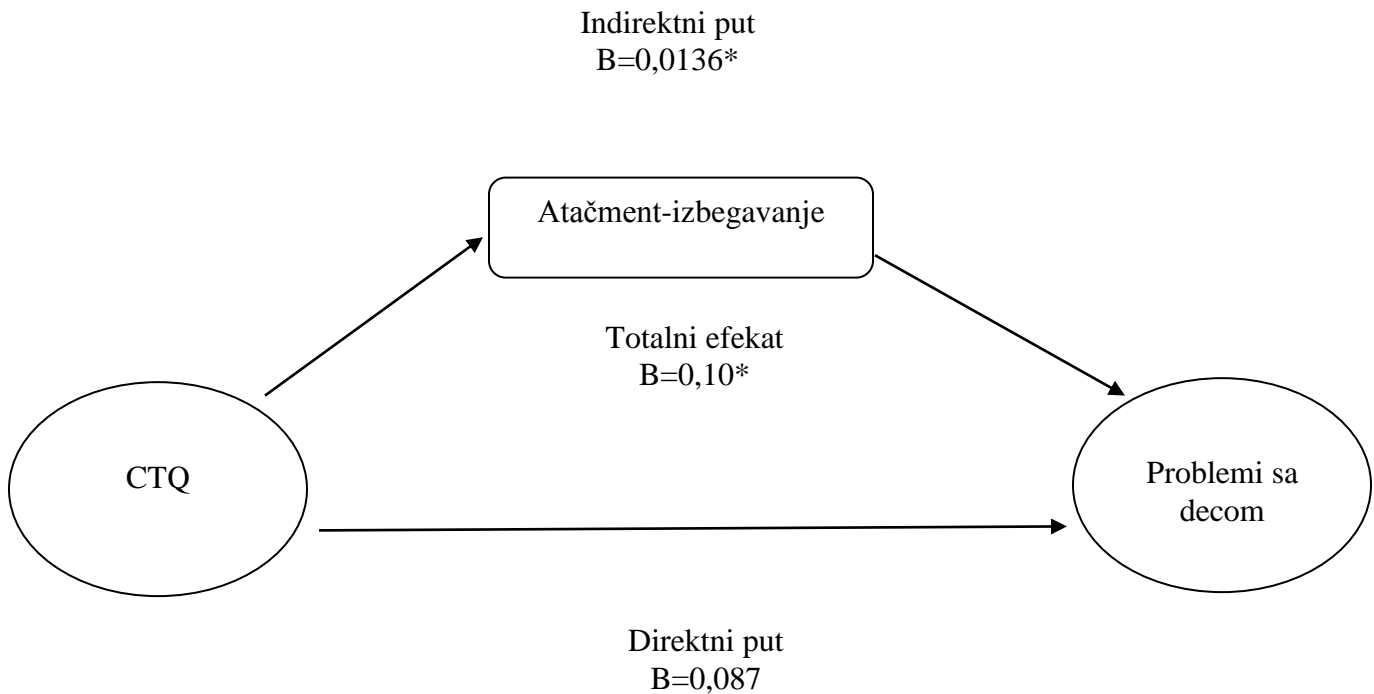 Indirektni put
B=0,0136*
Atačment-izbegavanje
Totalni efekat
B=0,10*
CTQ
Problemi sa
decom
Direktni put
B=0,087